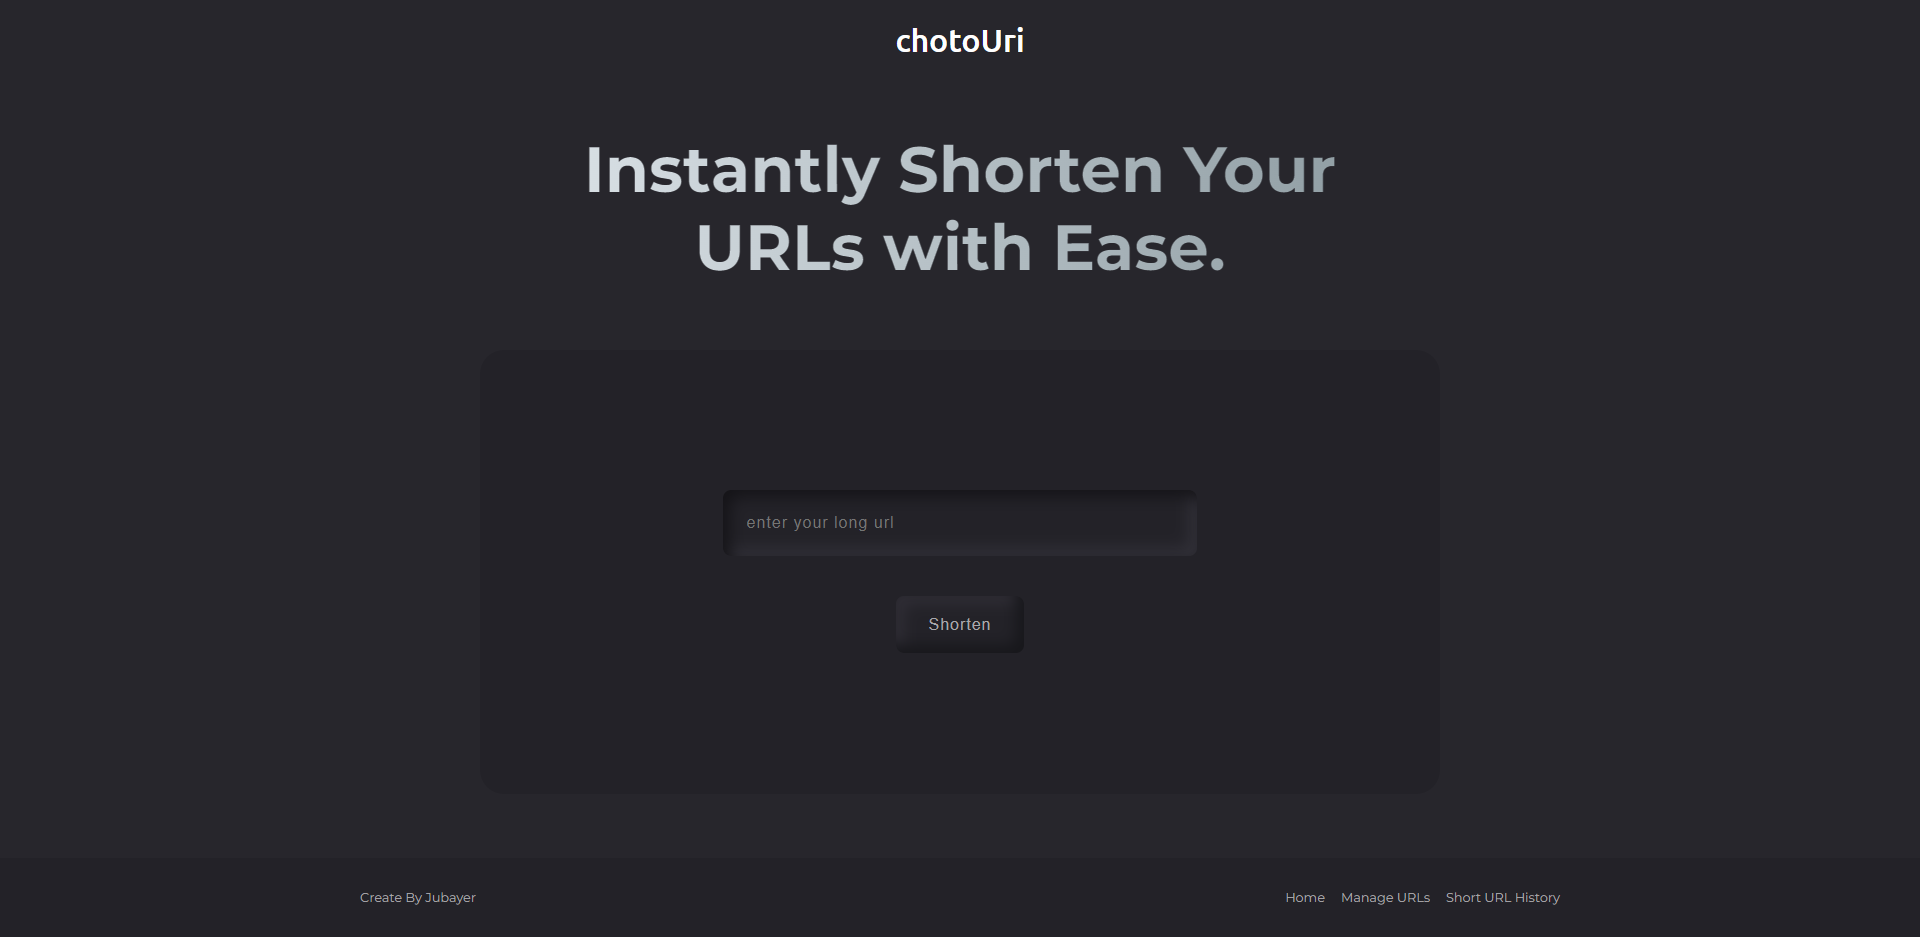 chotoUri
Instantly Shorten Your
URLs with Ease.
enter your long url
Shorten
Create By Jubayer
Home Manage URLs Short URL History